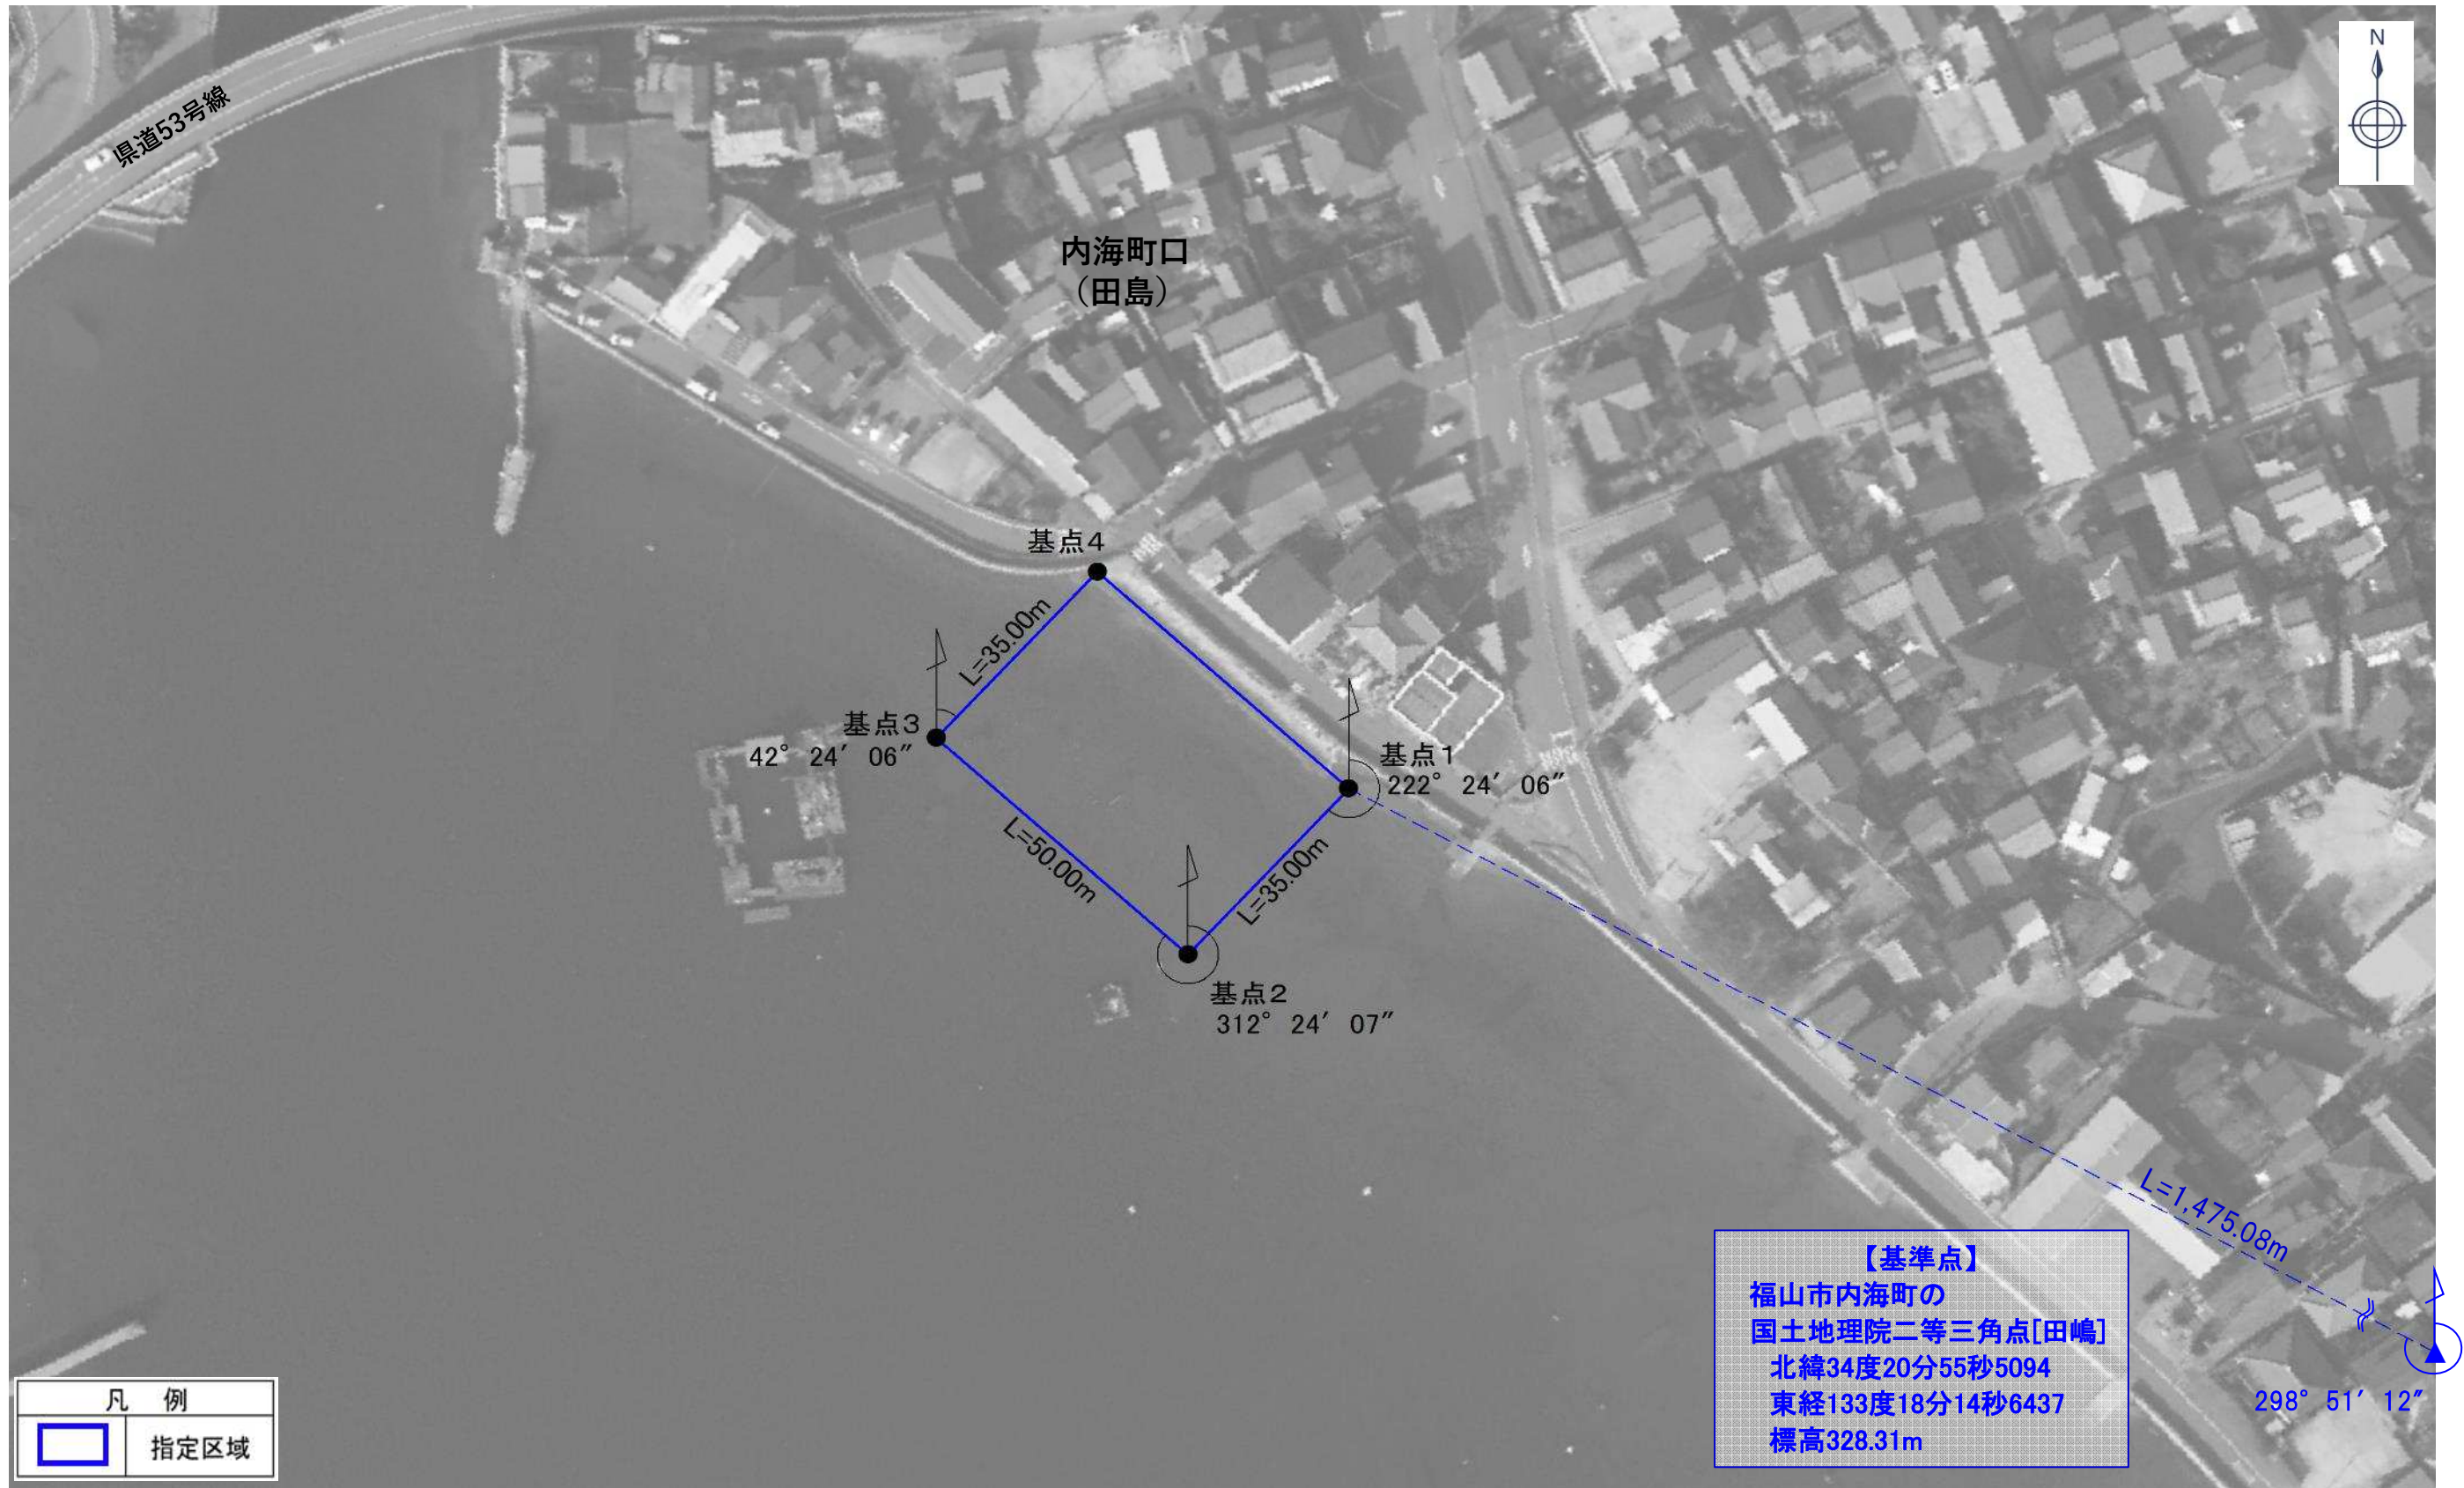 N
県道53号線
内海町口
（田島）
基点4
L=35.00m
基点3
42° 24′ 06″
基点1
222° 24′ 06″
L=50.00m
L=35.00m
基点2
312° 24′ 07″
L=1,475.08m
【基準点】
福山市内海町の
国土地理院二等三角点[田嶋]
北緯34度20分55秒5094
東経133度18分14秒6437
標高328.31m
298° 51′ 12″
凡 例
指定区域